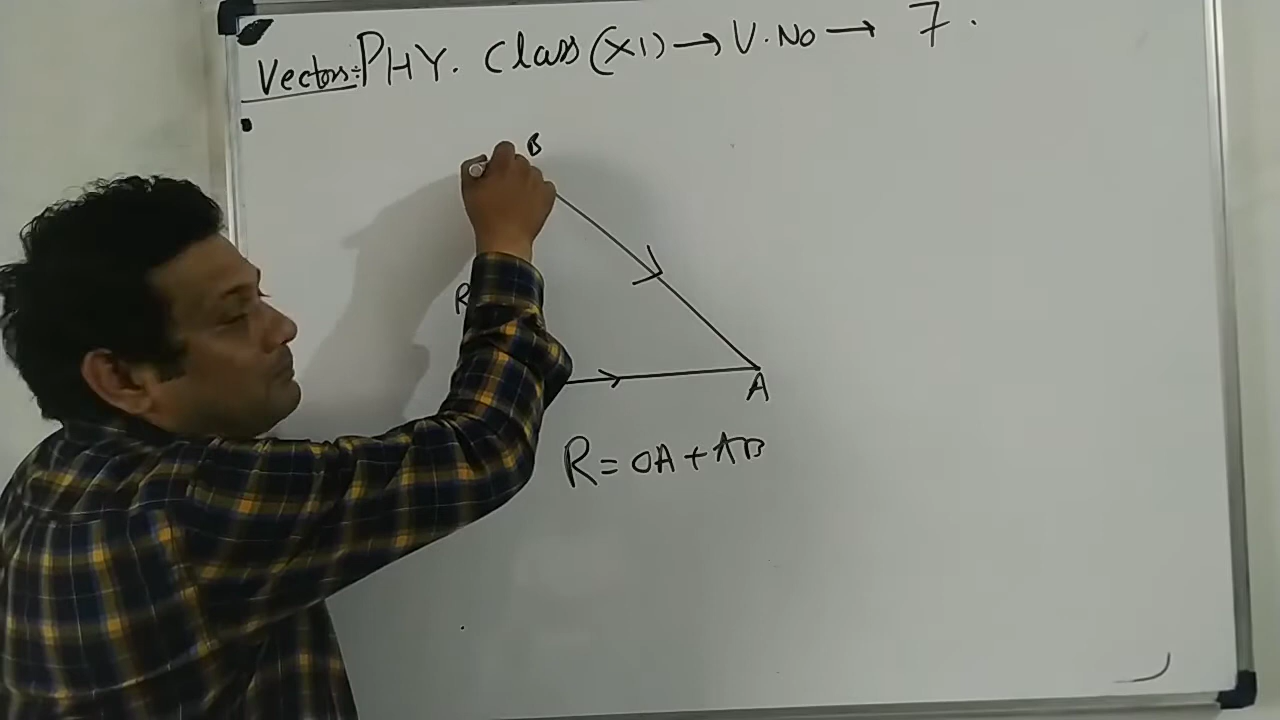 Vectors:- PHY. Class (XI) → V.No → 7.
B
R
A
R = OA + AB